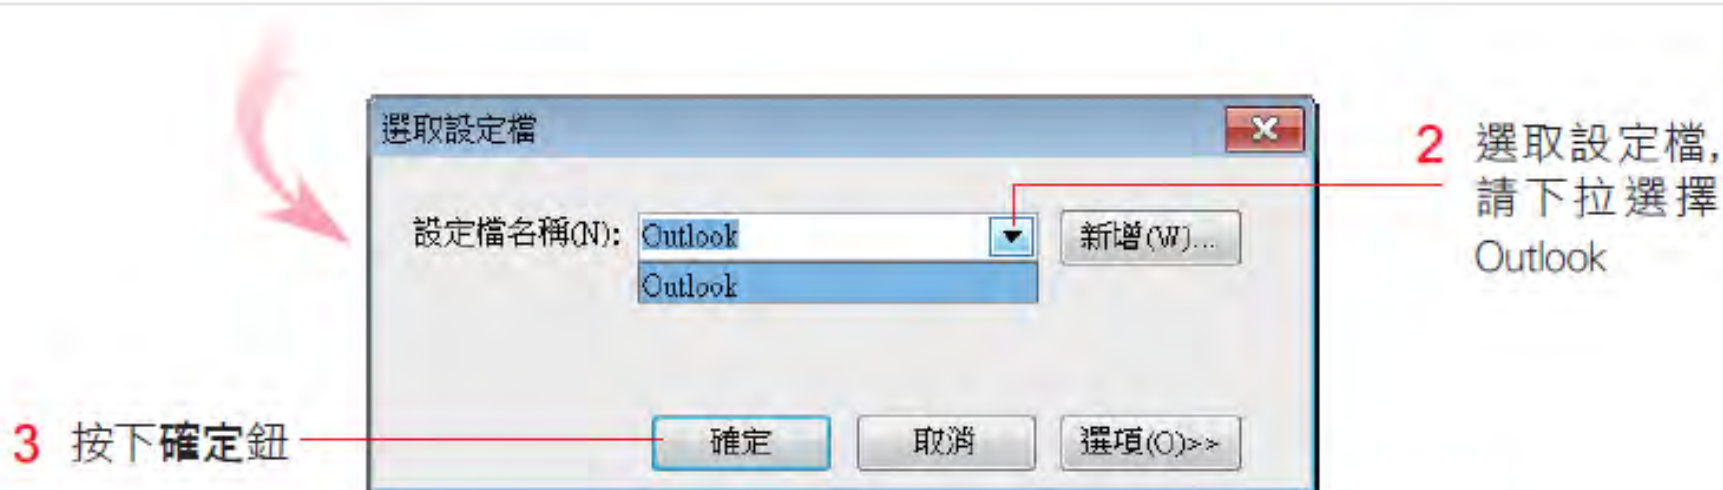 選取設定檔
2 選取設定檔,
請下拉選擇
Outlook
設定檔名稱(N): Outlook 新增(W)...
Outlook
3 按下確定鈕
確定 取消 選項(O)>>